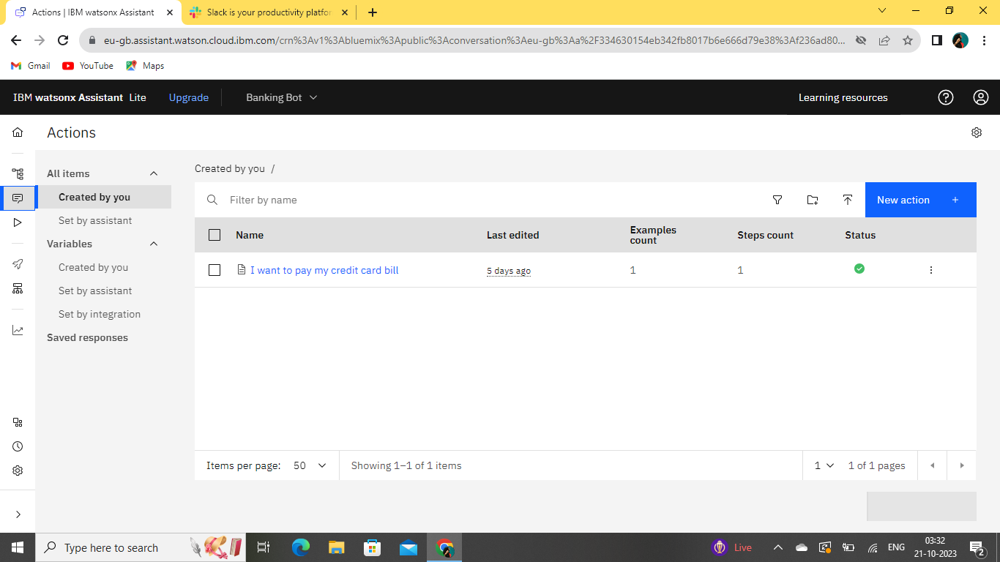 Actions | IBM watsonx Assistant
Slack is your productivity platfor
eu-gb.assistant.watson.cloud.ibm.com/crn%3Av1%3Abluemix%3Apublic%3Aconversation%3Aeu-gb%3Aa%2F334630154eb342fb8017b6e666d79e38%3Af236ad80...
Gmail
YouTube
Maps
IBM watsonx Assistant Lite
Upgrade
Banking Bot
Learning resources
Actions
All items
Created by you
Set by assistant
Variables
Created by you
Set by assistant
Set by integration
Saved responses
Created by you /
Filter by name
New action +
Name
Last edited
Examples
count
Steps count
Status
I want to pay my credit card bill
5 days ago
1
1
Items per page: 50
Showing 1–1 of 1 items
1
1 of 1 pages
Type here to search
Live
ENG
03:32
21-10-2023
2